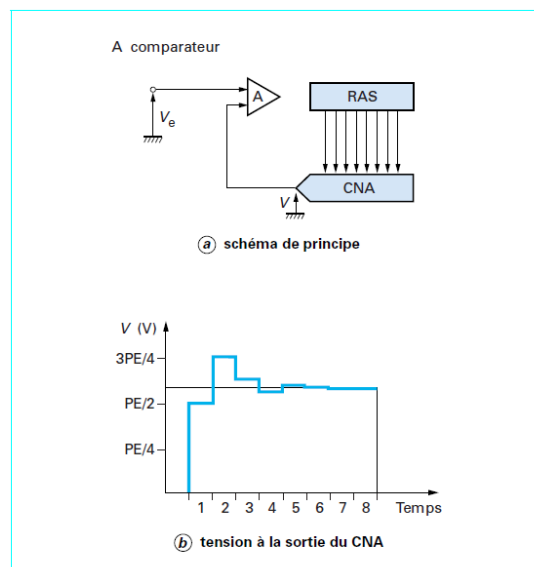 A comparateur
A
RAS
Ve
CNA
V
a schéma de principe
V (V)
3PE/4
PE/2
PE/4
1 2 3 4 5 6 7 8 Temps
b tension à la sortie du CNA